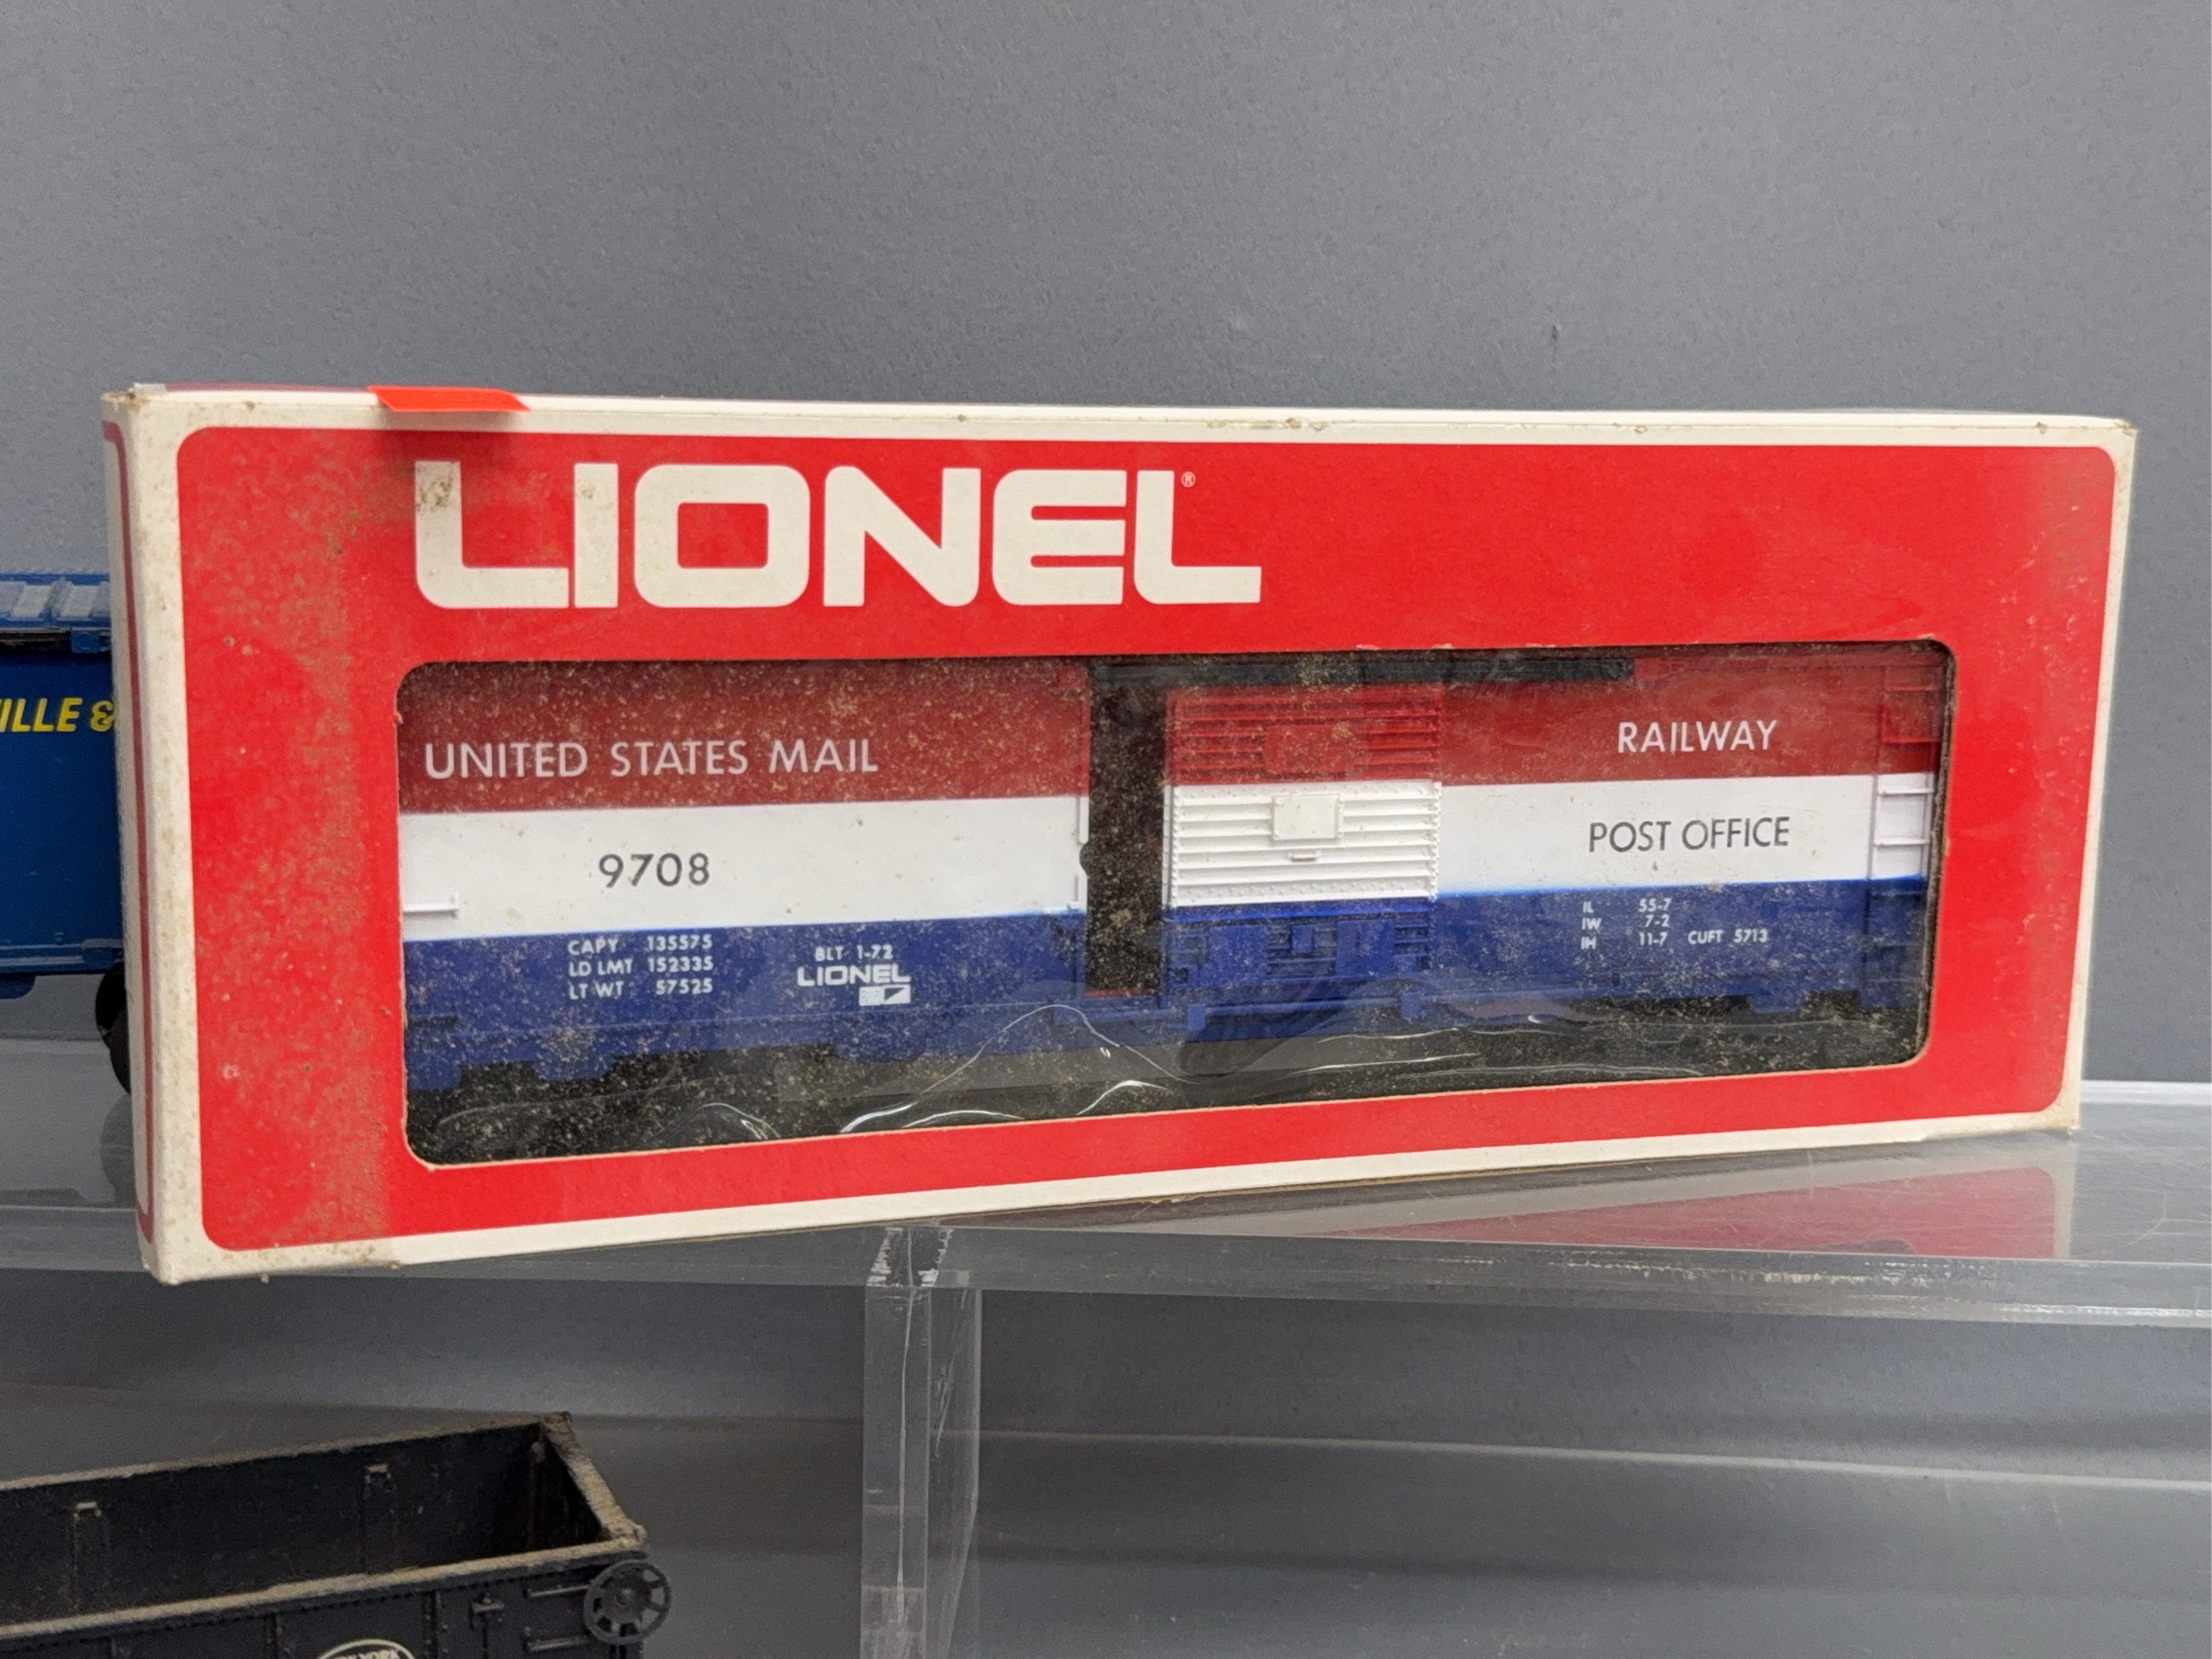 LIONEL®
ILLE &
UNITED STATES MAIL
9708
CAPY 135575
LD LMT 152335
LT WT 57525
BLT 1-72
LIONEL
RAILWAY
POST OFFICE
IL 55-7
IW 7-2
IH 11-7 CUFT 5713